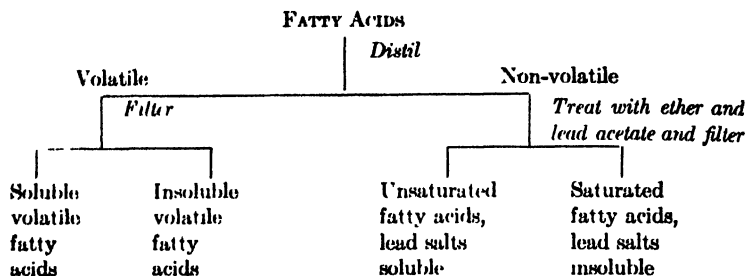 FATTY ACIDS
Distil
Volatile
Non-volatile
Filter
Treat with ether and
lead acetate and filter
Soluble
volatile
fatty
acids
Insoluble
volatile
fatty
acids
Unsaturated
fatty acids,
lead salts
soluble
Saturated
fatty acids,
lead salts
insoluble